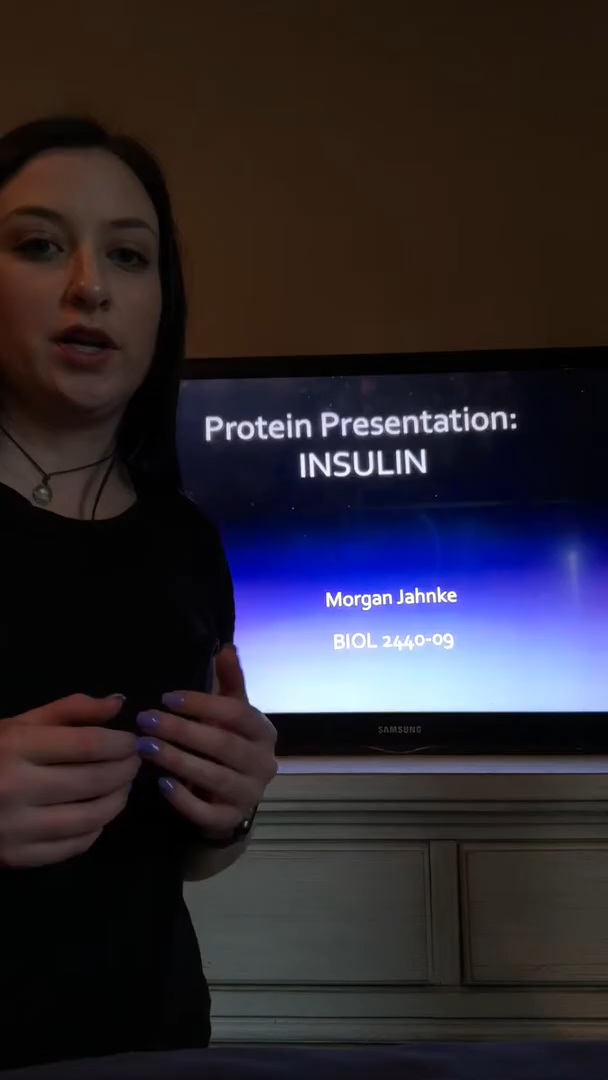 Protein Presentation:
INSULIN
Morgan Jahnke
BIOL 2440-09
SAMSUNG